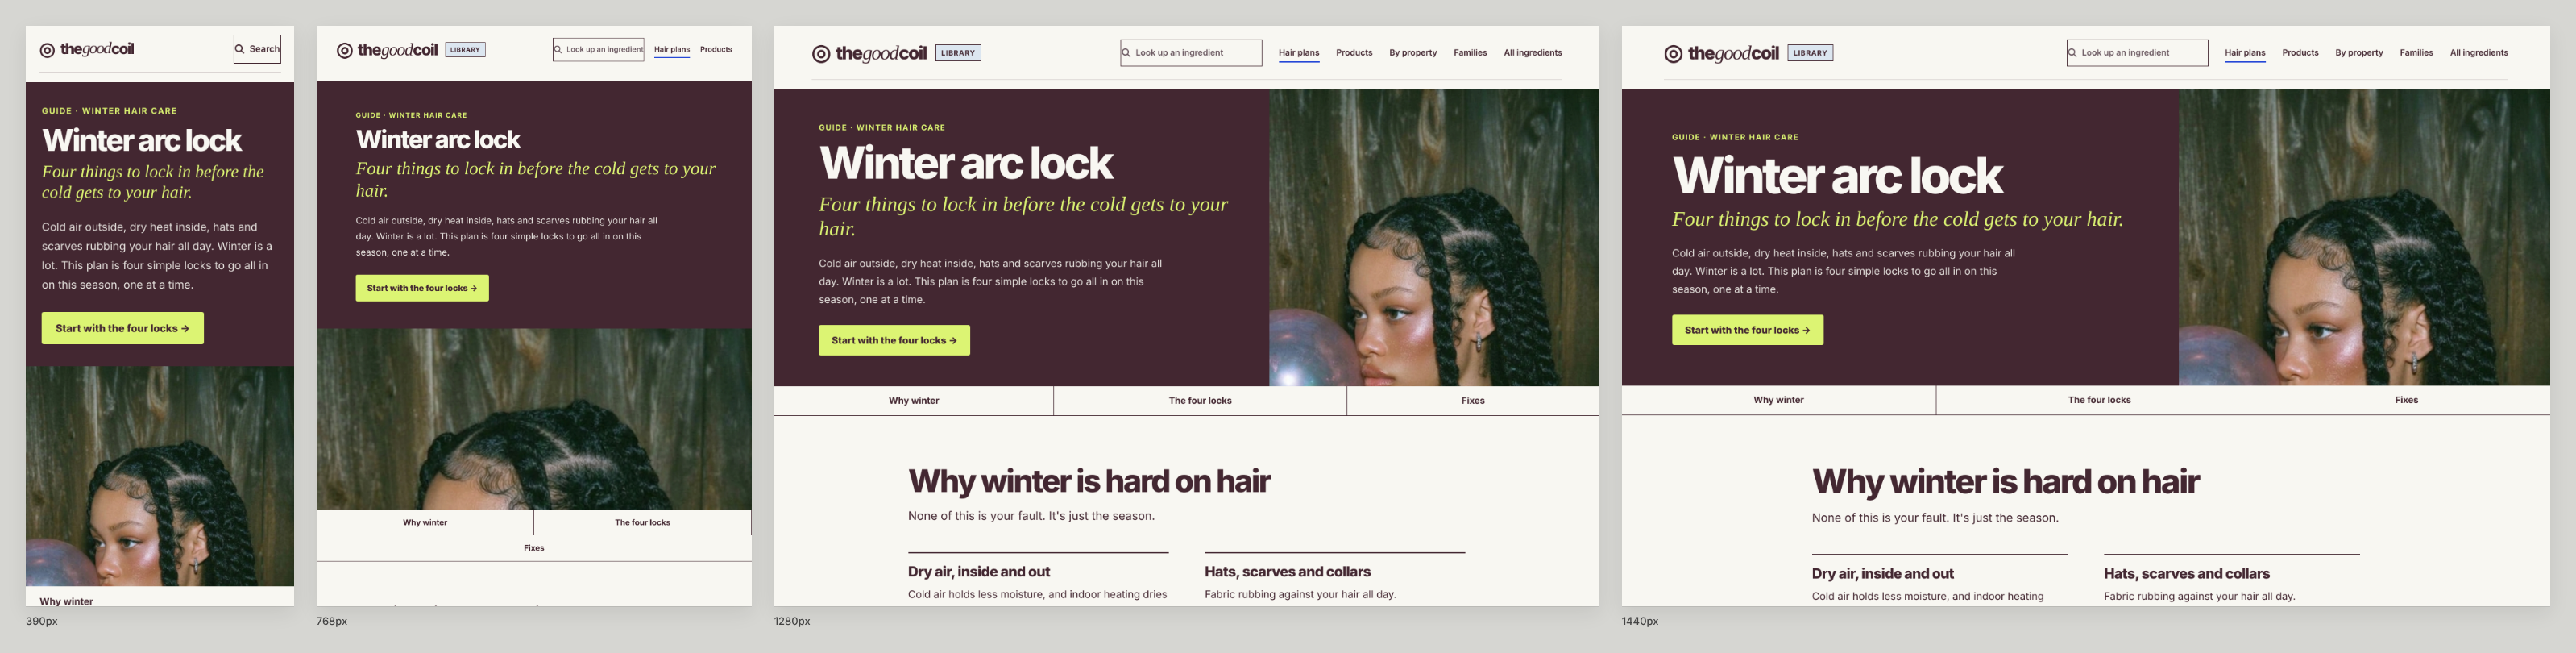 thegoodcoil
Search
GUIDE · WINTER HAIR CARE
Winter arc lock
Four things to lock in before the
cold gets to your hair.
Cold air outside, dry heat inside, hats and
scarves rubbing your hair all day. Winter is a
lot. This plan is four simple locks to go all in
on this season, one at a time.
Start with the four locks →
Why winter
390px
thegoodcoil LIBRARY
Look up an ingredient Hair plans Products
GUIDE · WINTER HAIR CARE
Winter arc lock
Four things to lock in before the cold gets to your
hair.
Cold air outside, dry heat inside, hats and scarves rubbing your hair all
day. Winter is a lot. This plan is four simple locks to go all in on this
season, one at a time.
Start with the four locks →
Why winter The four locks
Fixes
768px
thegoodcoil LIBRARY
Look up an ingredient Hair plans Products By property Families All ingredients
GUIDE · WINTER HAIR CARE
Winter arc lock
Four things to lock in before the cold gets to your
hair.
Cold air outside, dry heat inside, hats and scarves rubbing your hair all
day. Winter is a lot. This plan is four simple locks to go all in on this
season, one at a time.
Start with the four locks →
Why winter The four locks Fixes
Why winter is hard on hair
None of this is your fault. It's just the season.
Dry air, inside and out
Cold air holds less moisture, and indoor heating dries
Hats, scarves and collars
Fabric rubbing against your hair all day.
1280px
thegoodcoil LIBRARY
Look up an ingredient Hair plans Products By property Families All ingredients
GUIDE · WINTER HAIR CARE
Winter arc lock
Four things to lock in before the cold gets to your hair.
Cold air outside, dry heat inside, hats and scarves rubbing your hair all
day. Winter is a lot. This plan is four simple locks to go all in on this
season, one at a time.
Start with the four locks →
Why winter The four locks Fixes
Why winter is hard on hair
None of this is your fault. It's just the season.
Dry air, inside and out
Cold air holds less moisture, and indoor heating
Hats, scarves and collars
Fabric rubbing against your hair all day.
1440px